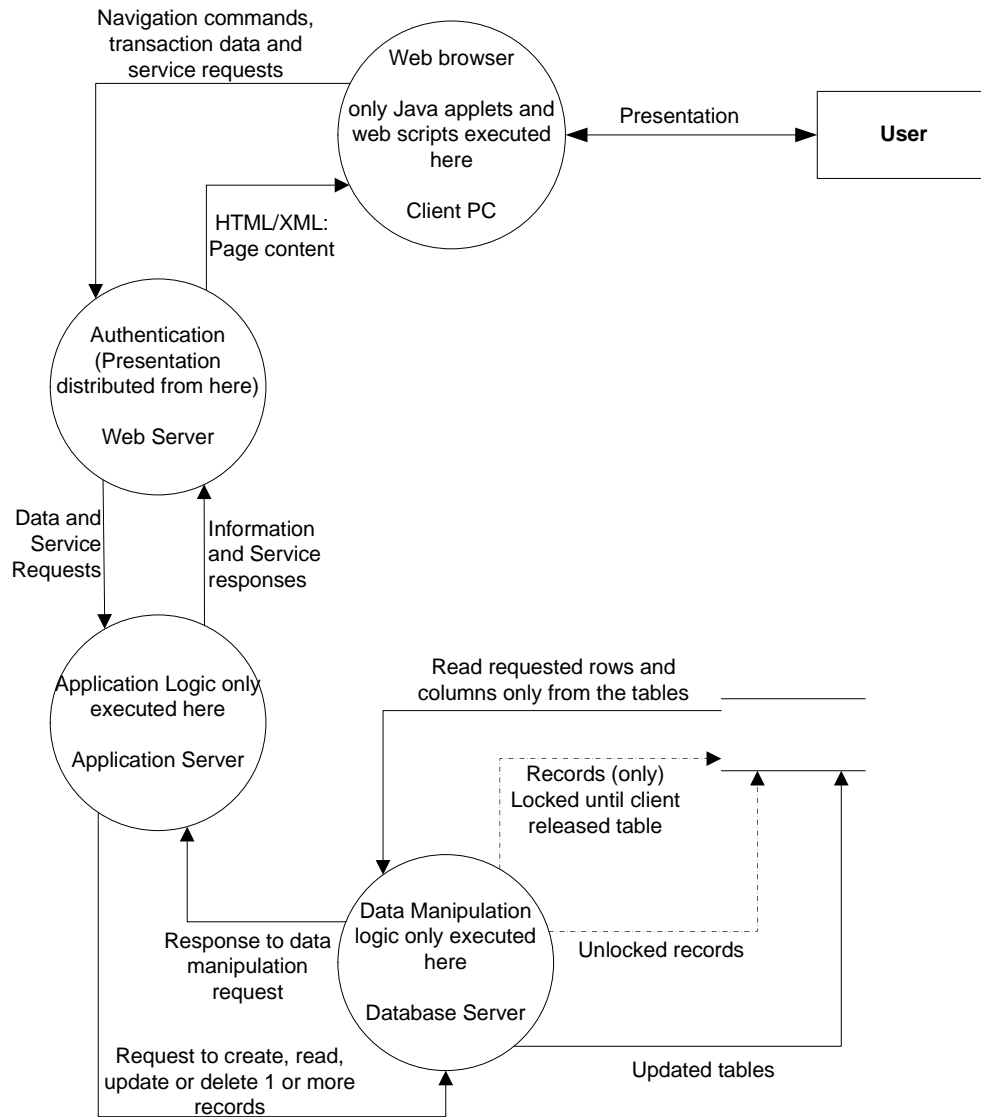 Navigation commands,
transaction data and
service requests
Web browser
only Java applets and
web scripts executed
here
Client PC
Presentation
User
HTML/XML:
Page content
Authentication
(Presentation
distributed from here)
Web Server
Data and
Service
Requests
Information
and Service
responses
Application Logic only
executed here
Application Server
Read requested rows and
columns only from the tables
Records (only)
Locked until client
released table
Data Manipulation
logic only executed
here
Database Server
Response to data
manipulation
request
Unlocked records
Updated tables
Request to create, read,
update or delete 1 or more
records